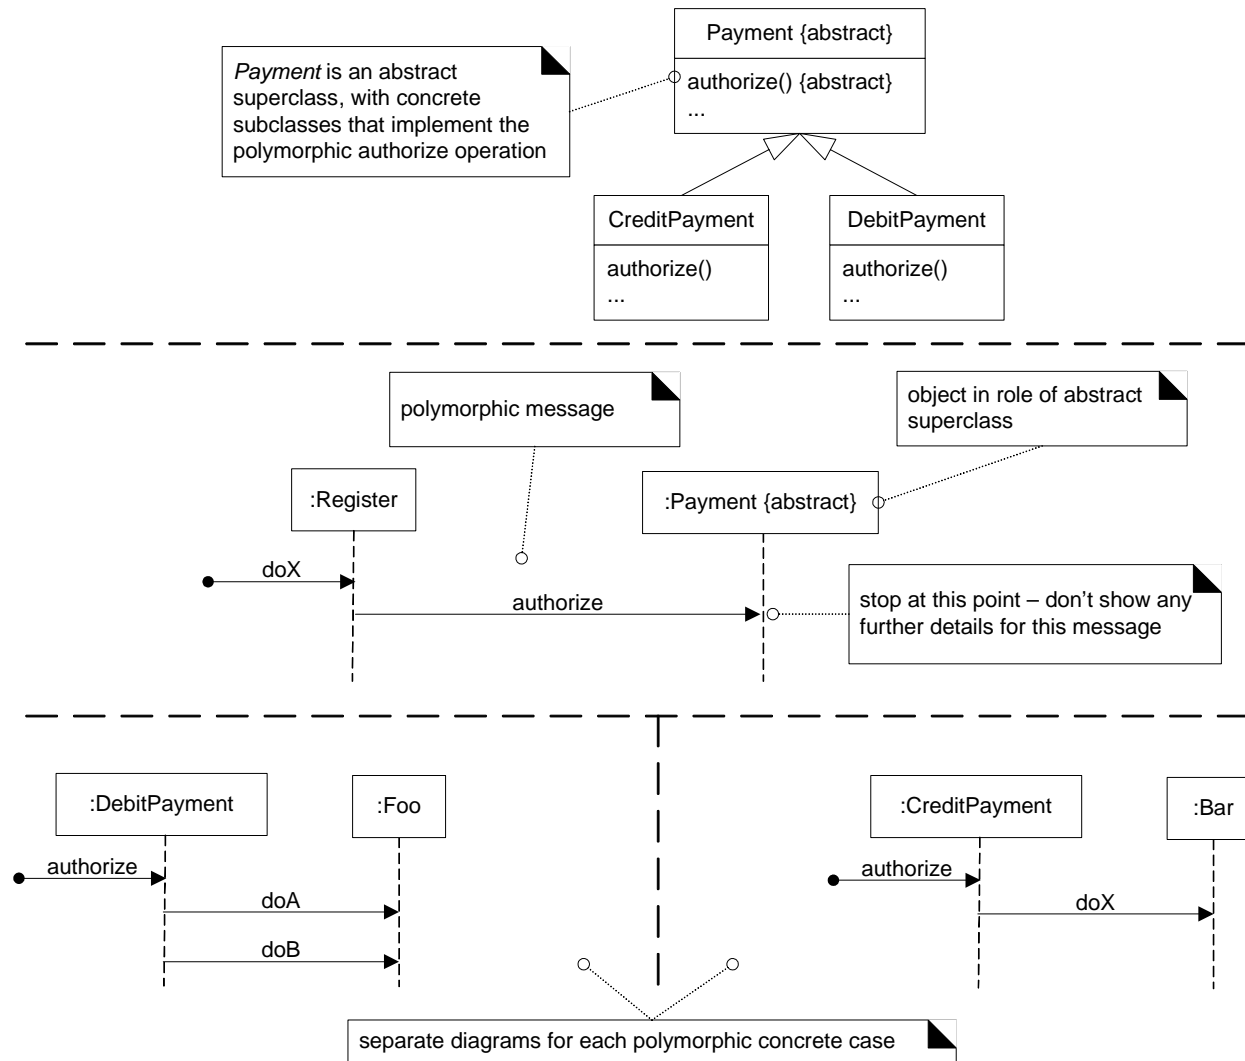 Payment {abstract}
authorize() {abstract}
...
Payment is an abstract
superclass, with concrete
subclasses that implement the
polymorphic authorize operation
CreditPayment
authorize()
...
DebitPayment
authorize()
...
polymorphic message
object in role of abstract
superclass
:Register
:Payment {abstract}
doX
authorize
stop at this point – don’t show any
further details for this message
:DebitPayment
:Foo
authorize
doA
doB
:CreditPayment
:Bar
authorize
doX
separate diagrams for each polymorphic concrete case